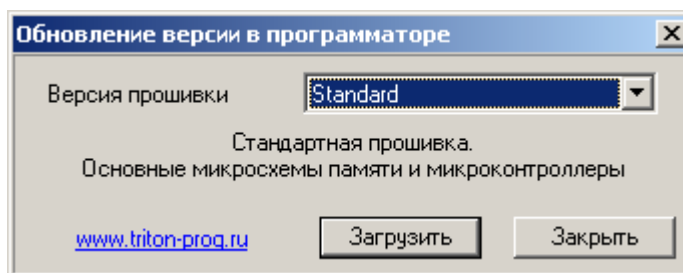 Обновление версии в программаторе
Версия прошивки Standard
Стандартная прошивка.
Основные микросхемы памяти и микроконтроллеры
www.triton-prog.ru Загрузить Закрыть